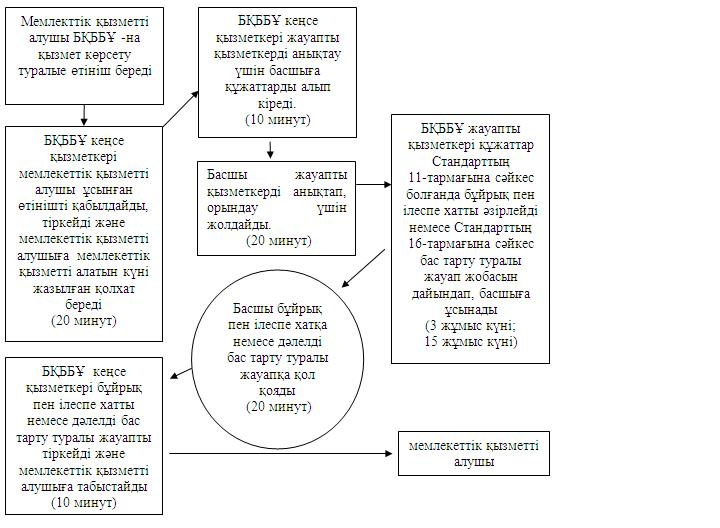 Мемлекттік қызметті
алушы БҚББҰ -на
қызмет көрсету
туралые өтініш береді
БҚББҰ кеңсе
қызметкері
мемлекеттік қызметті
алушы ұсынған
өтінішті қабылдайды,
тіркейді және
мемлекеттік қызметті
алушыға мемлекеттік
қызметті алатын күні
жазылған қолхат
береді
(20 минут)
БҚББҰ кеңсе
қызметкері жауапты
қызметкерді анықтау
үшін басшыға
құжаттарды алып
кіреді.
(10 минут)
Басшы жауапты
қызметкерді анықтап,
орындау үшін
жолдайды.
(20 минут)
БҚББҰ жауапты
қызметкері құжаттар
Стандарттың
11-тармағына сәйкес
болғанда бұйрық пен
ілеспе хатты әзірлейді
немесе Стандарттың
16-тармағына сәйкес
бас тарту туралы
жауап жобасын
дайындап, басшыға
ұсынады
(3 жұмыс күні;
15 жұмыс күні)
Басшы бұйрық
пен ілеспе хатқа
немесе дәлелді
бас тарту туралы
жауапқа қол
қояды
(20 минут)
БҚББҰ кеңсе
қызметкері бұйрық
пен ілеспе хатты
немесе дәлелді бас
тарту туралы жауапты
тіркейді және
мемлекеттік қызметті
алушыға табыстайды
(10 минут)
мемлекеттік қызметті
алушы